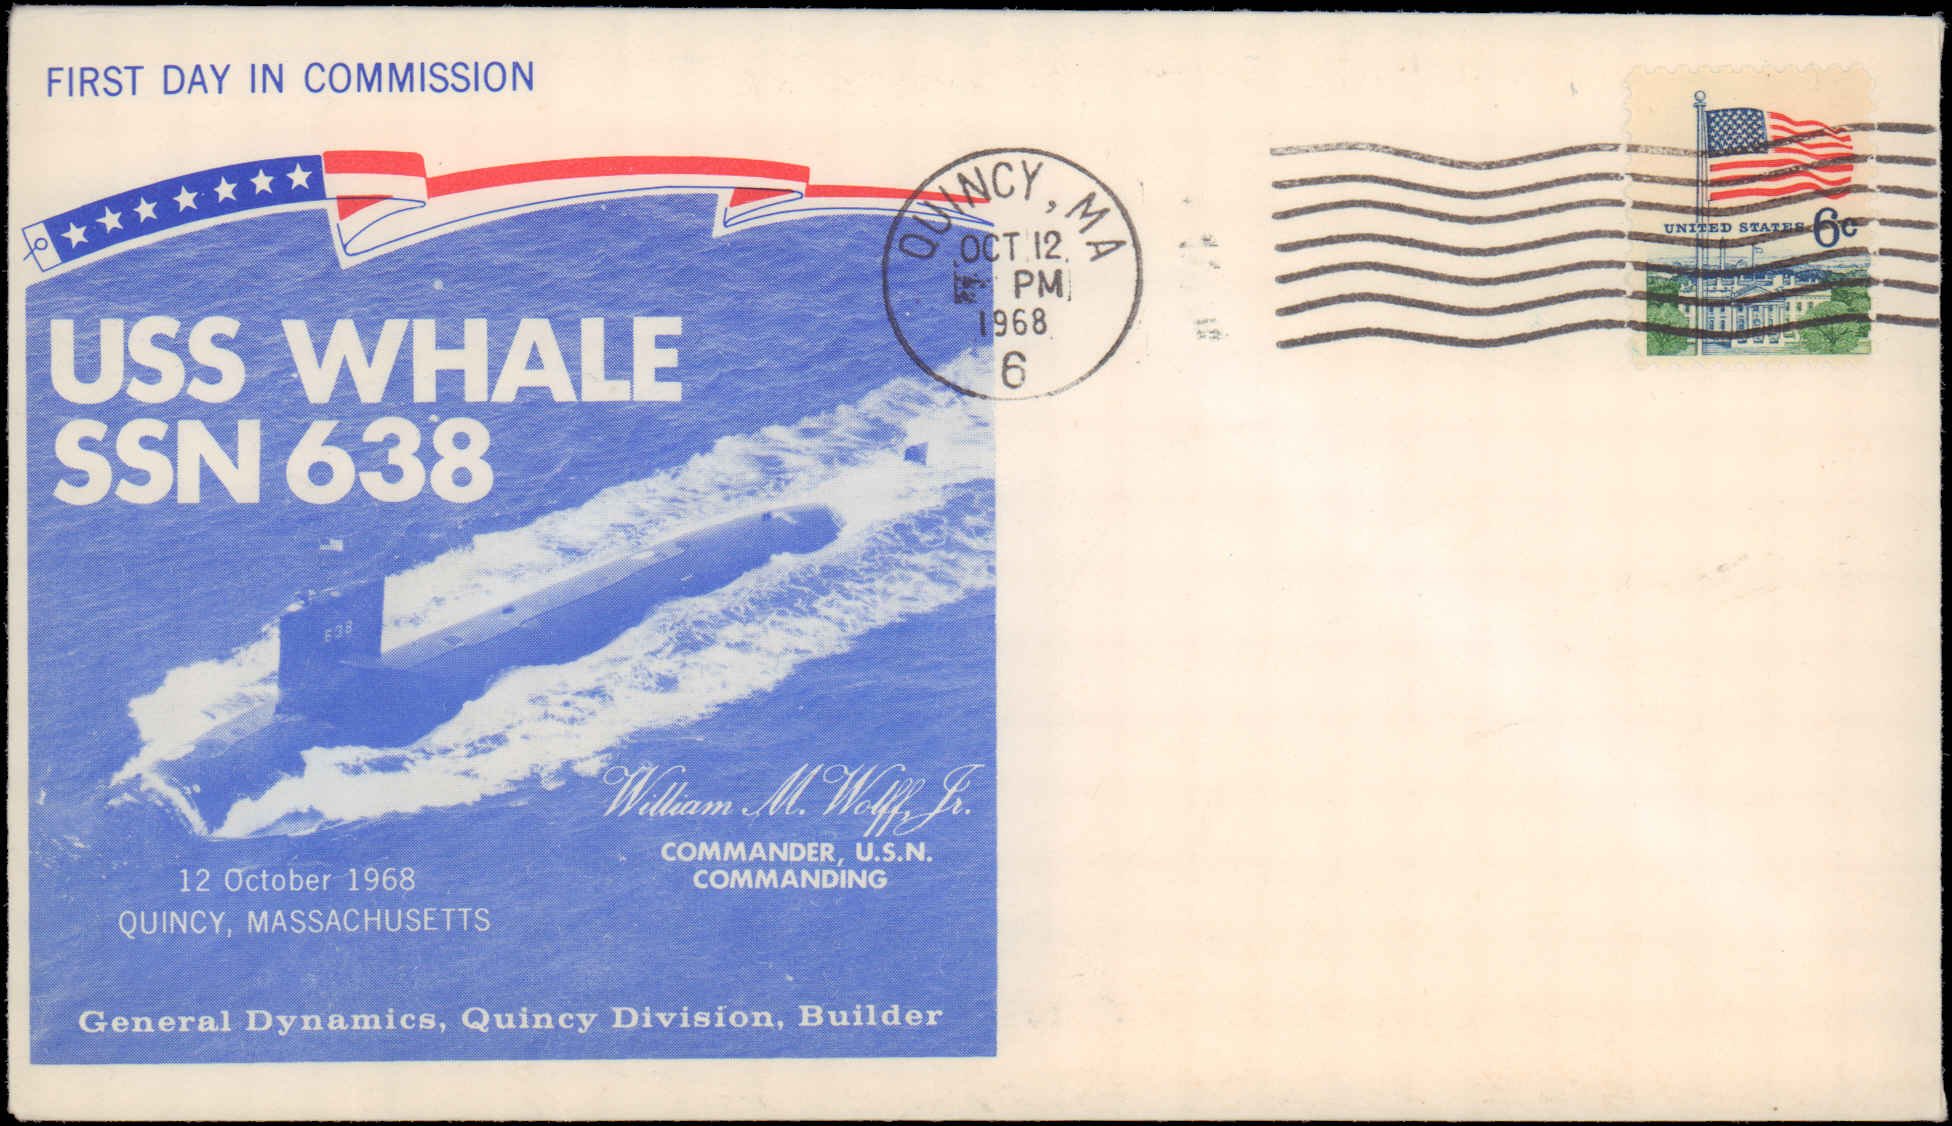 FIRST DAY IN COMMISSION
USS WHALE
SSN 638
638
William M. Wolff, Jr.
COMMANDER, U.S.N.
COMMANDING
12 October 1968
QUINCY, MASSACHUSETTS
General Dynamics, Quincy Division, Builder
QUINCY, MA
OCT 12
PM
1968
6
UNITED STATES 6c